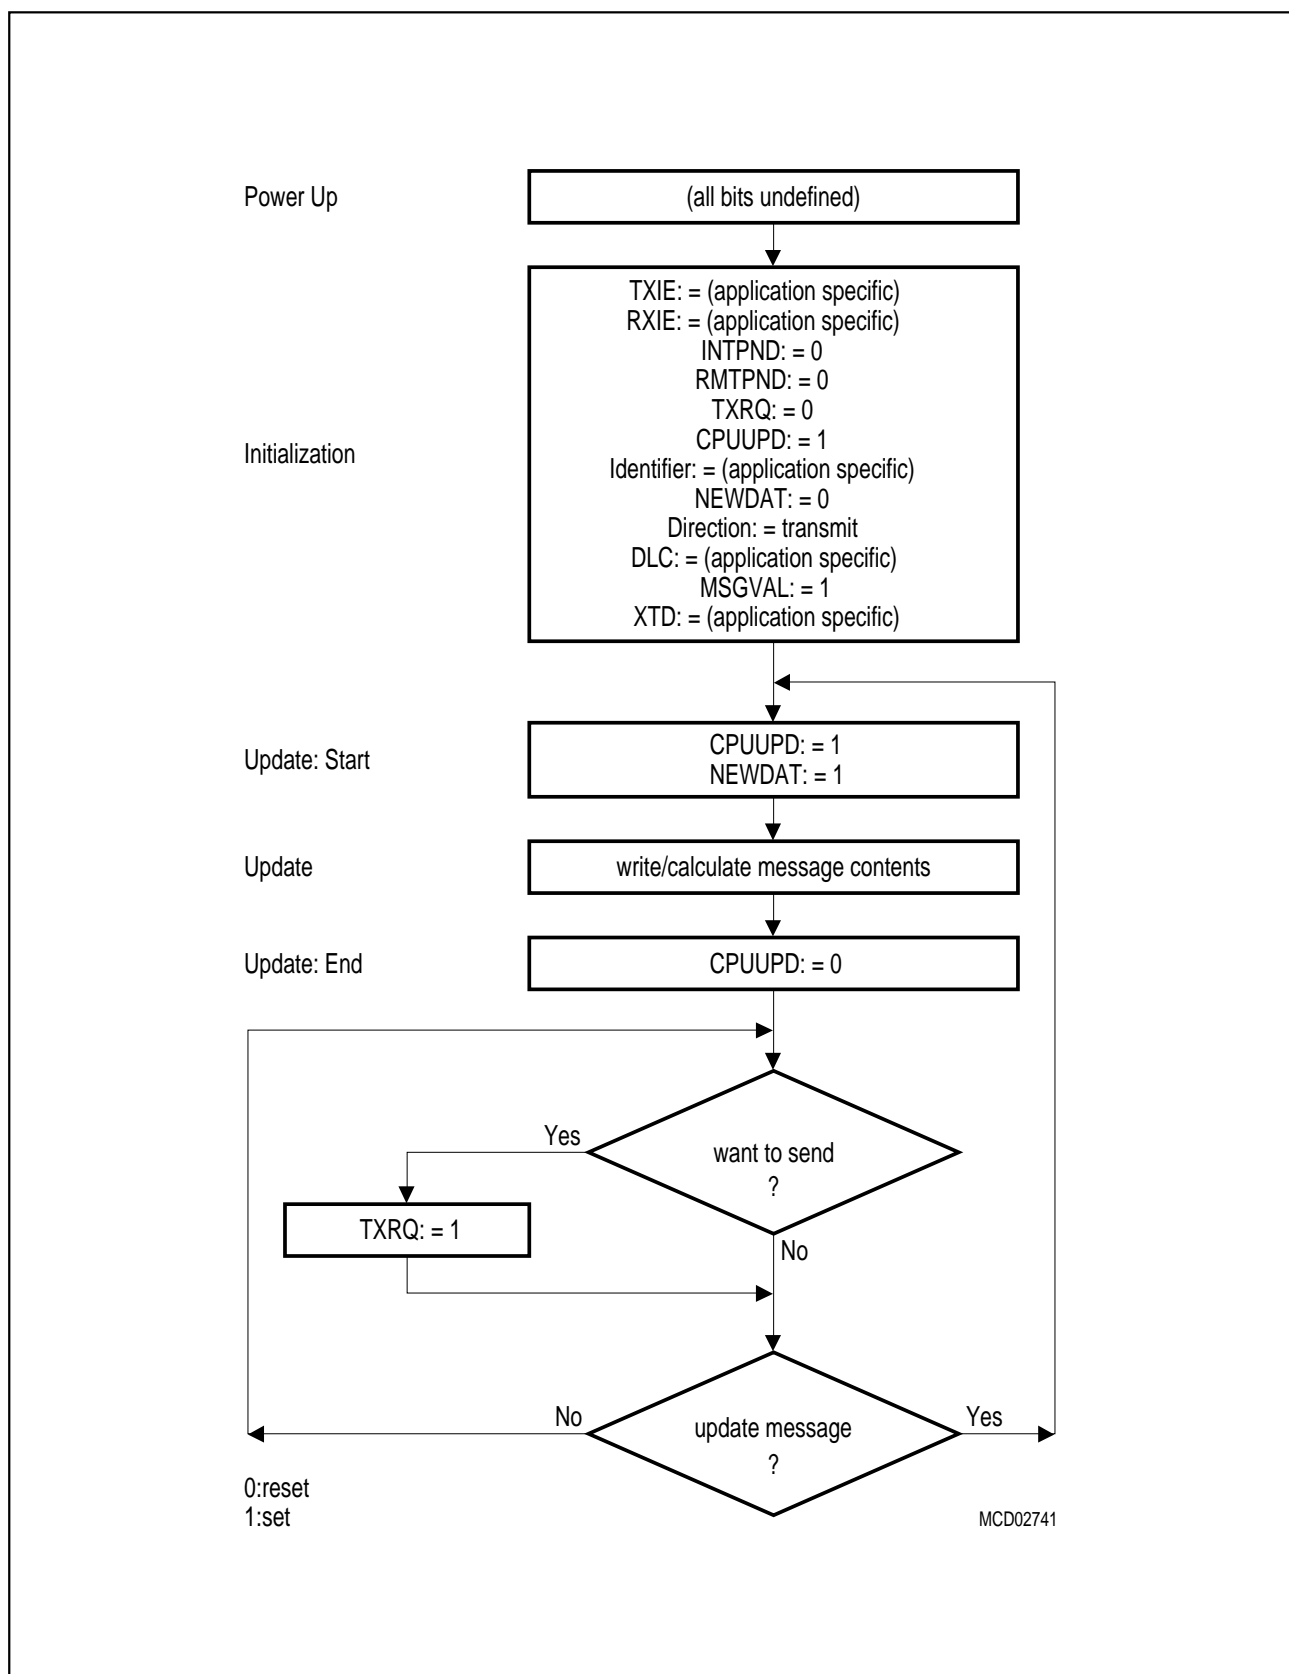 Power Up
(all bits undefined)
Initialization
TXIE: = (application specific)
RXIE: = (application specific)
INTPND: = 0
RMTPND: = 0
TXRQ: = 0
CPUUPD: = 1
Identifier: = (application specific)
NEWDAT: = 0
Direction: = transmit
DLC: = (application specific)
MSGVAL: = 1
XTD: = (application specific)
Update: Start
CPUUPD: = 1
NEWDAT: = 1
Update
write/calculate message contents
Update: End
CPUUPD: = 0
Yes
want to send
?
TXRQ: = 1
No
No
update message
?
Yes
0:reset
1:set
MCD02741